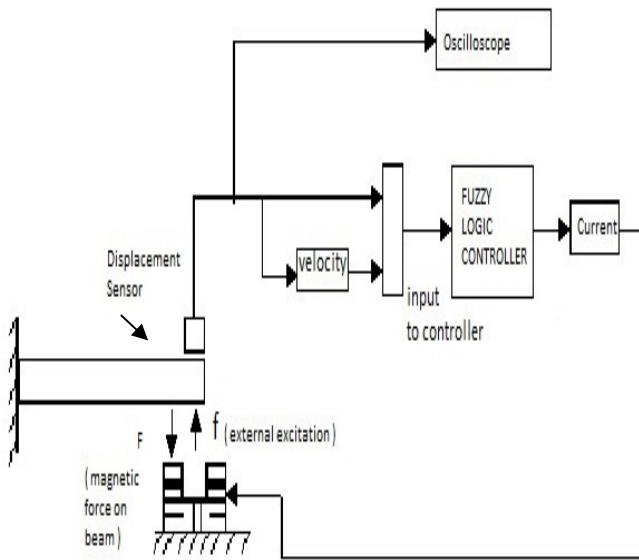 Oscilloscope
FUZZY
LOGIC
CONTROLLER
Current
velocity
Displacement
Sensor
input
to controller
F
f ( external excitation )
( magnetic
force on
beam )